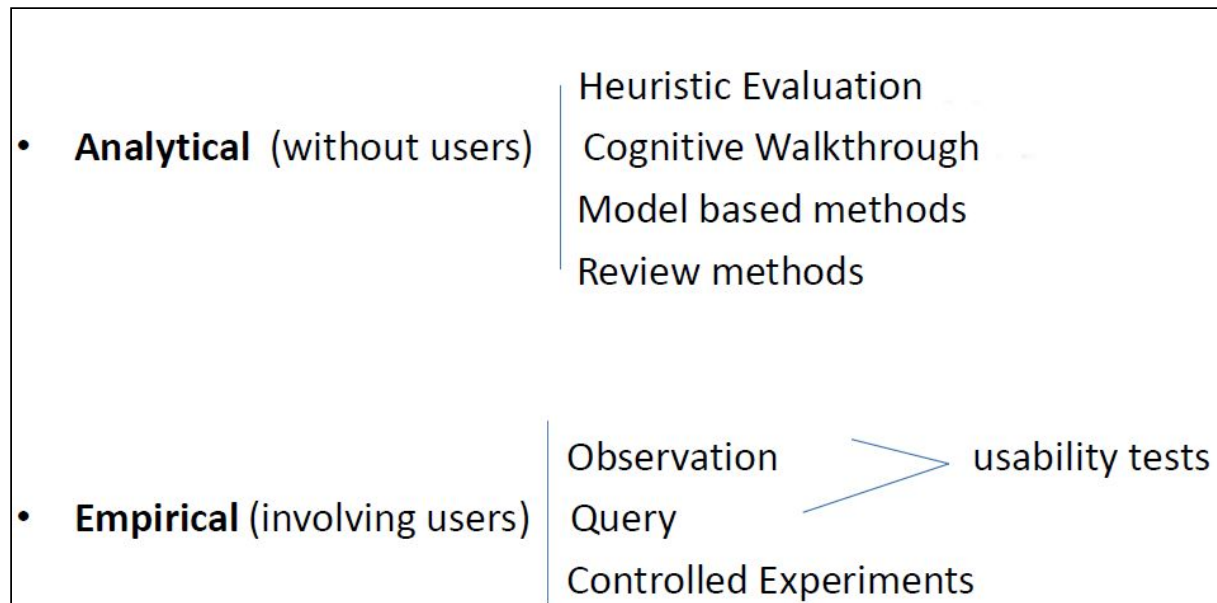 Heuristic Evaluation
• Analytical (without users)
Cognitive Walkthrough
Model based methods
Review methods
Observation
usability tests
• Empirical (involving users)
Query
Controlled Experiments